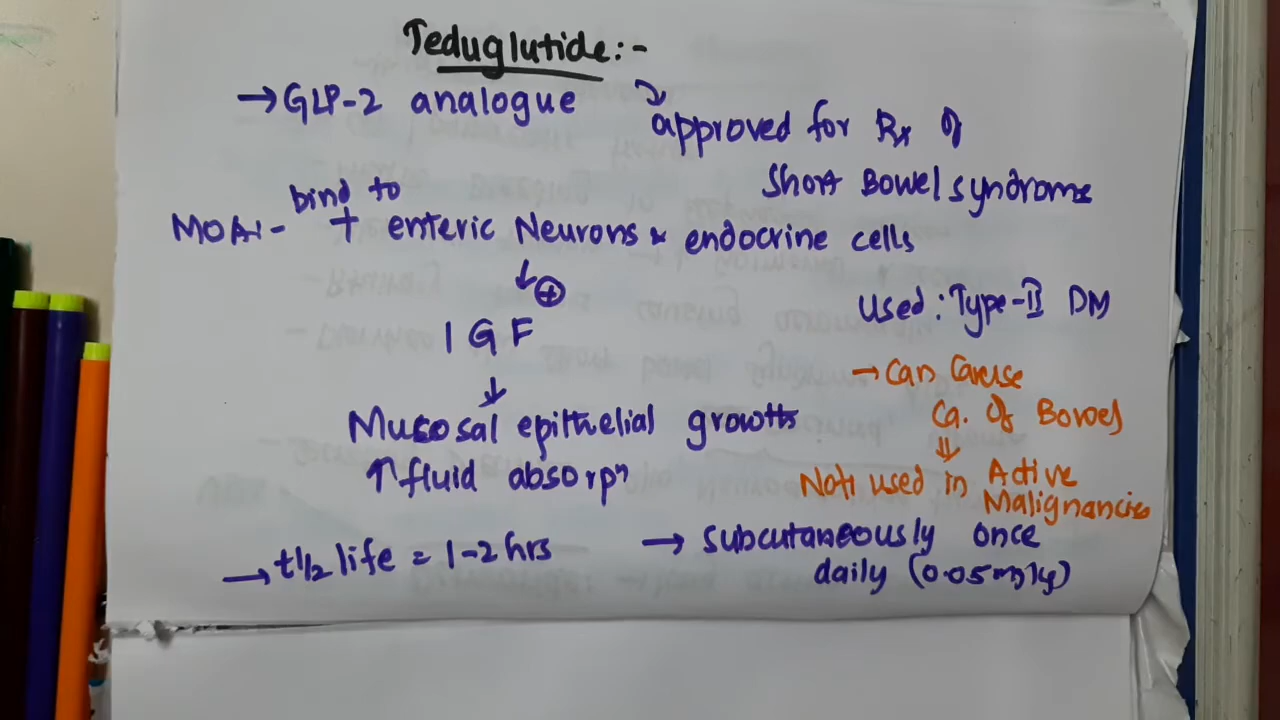 Teduglutide:-
→ GLP-2 analogue
approved for Rx of
Short Bowel syndrome
MOA:- bind to + enteric Neurons & endocrine cells
↓ ⊕
IGF
↓
Used: Type-II DM
→ can cause
Ca. of Bowel
⇓
Not used in Active
Malignancies
Mucosal epithelial growth
↑ fluid absorpⁿ
→ t1/2 life = 1-2 hrs
→ subcutaneously once
daily (0.05mg/kg)